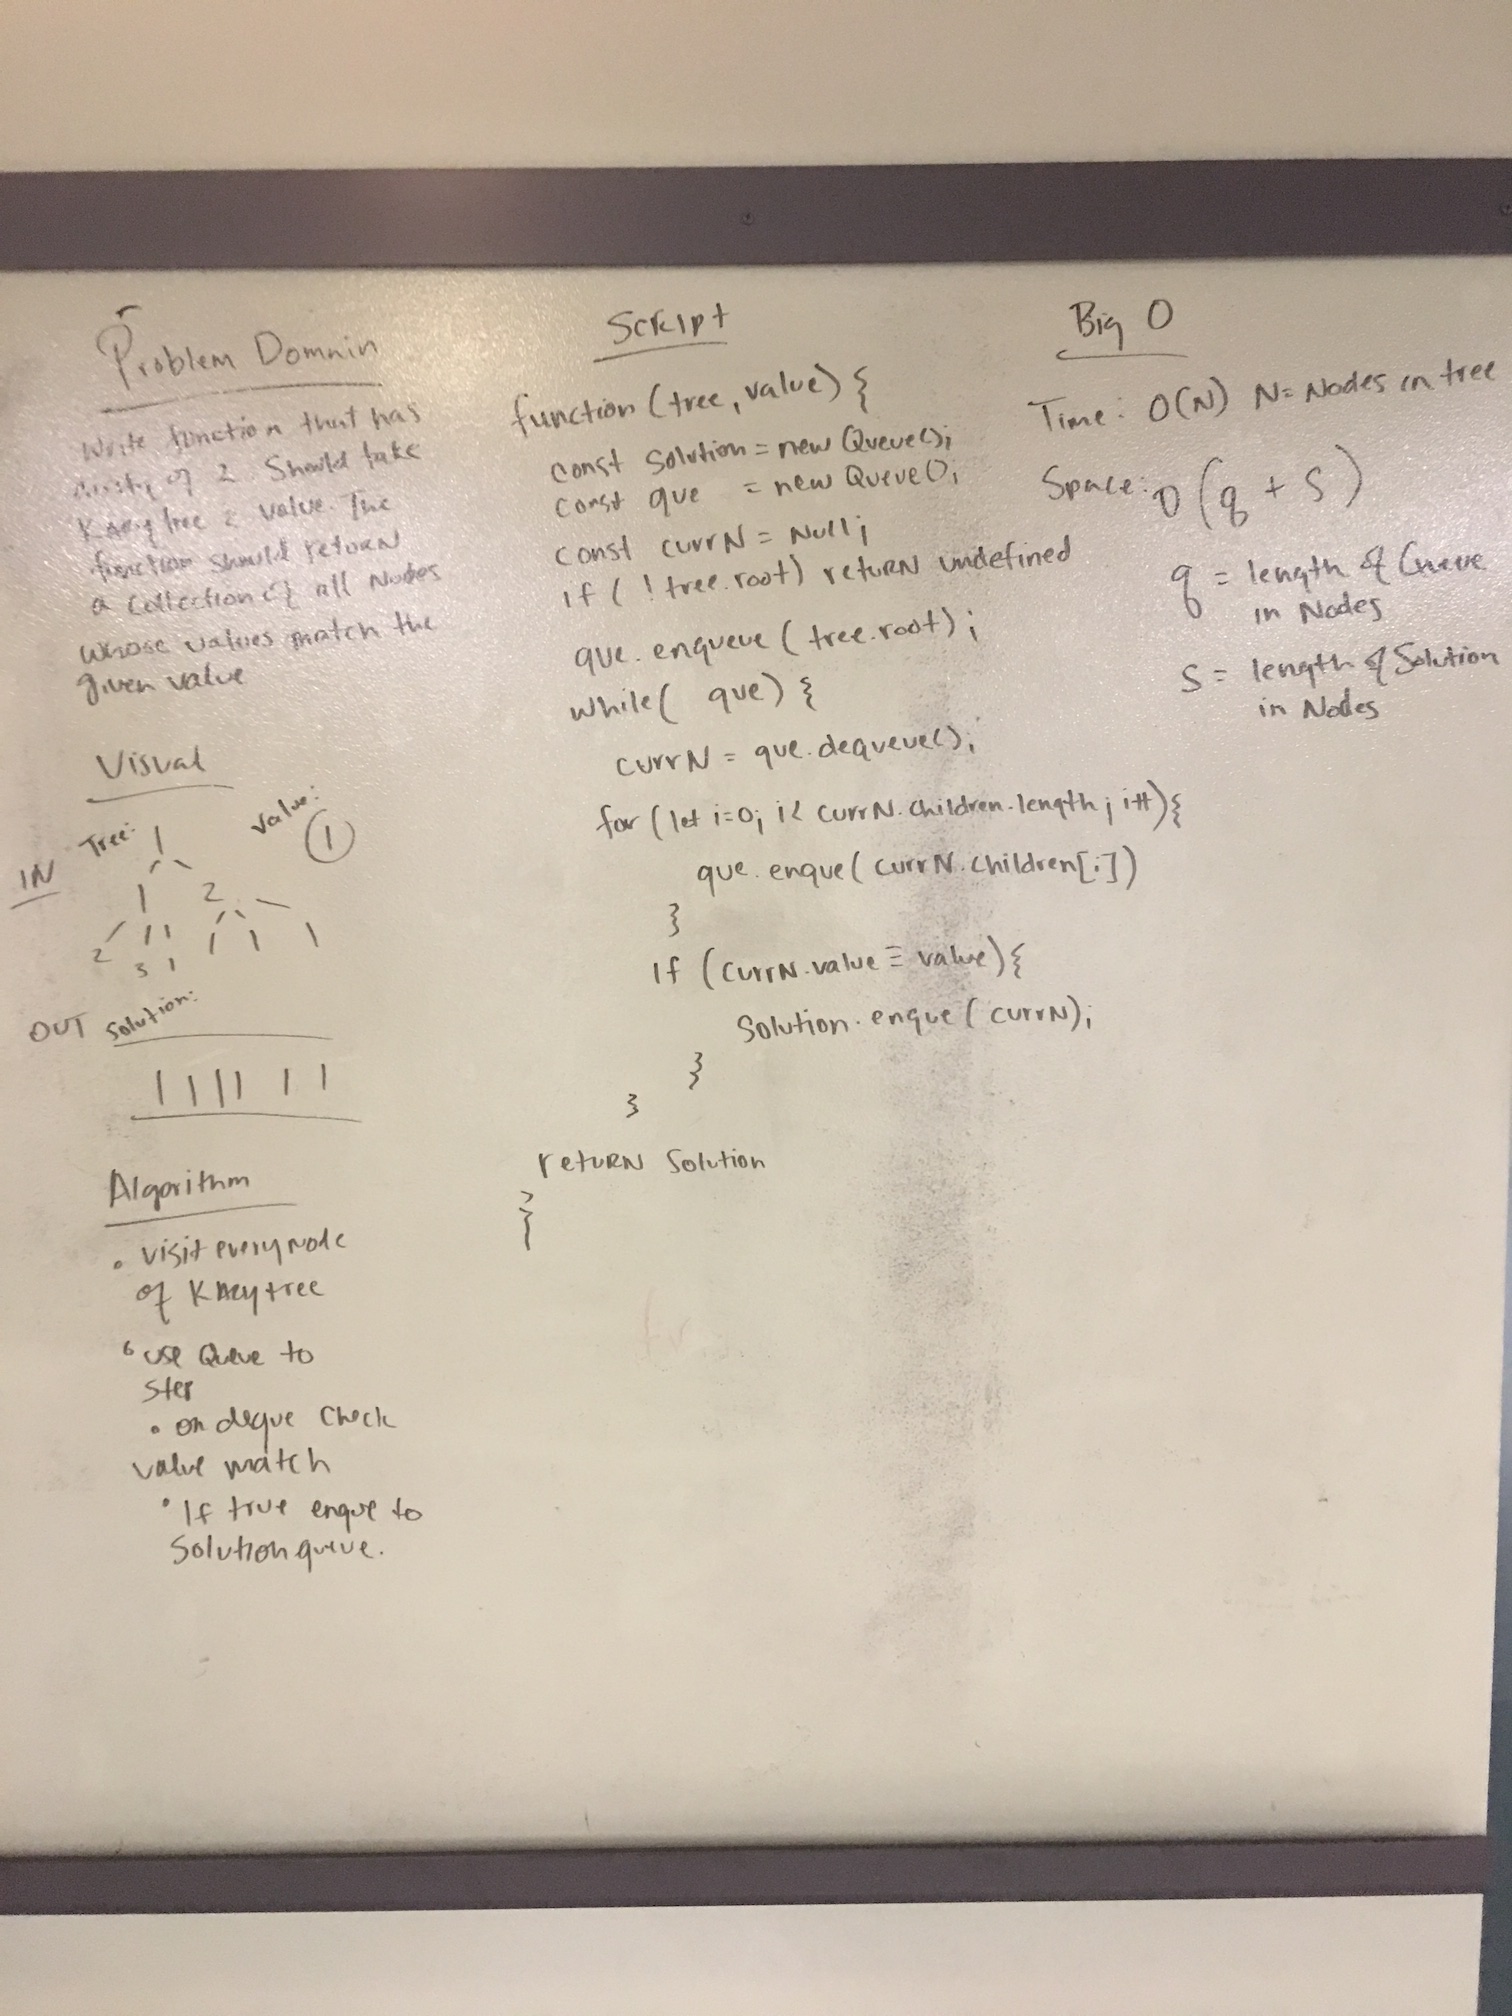 Problem Domain
Write function that has
arity of 2. Should take
KAry tree & value. The
function should return
a collection of all Nodes
whose values match the
given value
Visual
Tree:
value:
1
IN
1
1 2
2 3 1 1 1 1
OUT
Solution:
1 1 1 1 1 1
Algorithm
• visit every node
of KAry tree
• use Queue to
• on deque check
value match
• If true enque to
Solution queue.
Script
function (tree, value) {
const solution = new Queue();
const que = new Queue();
const currN = Null;
if (!tree.root) return undefined
que.enqueue(tree.root);
while( que) {
currN = que.dequeue();
for (let i=0; i< currN.children.length; i++){
que.enque(currN.children[i])
}
If (currN.value === value){
Solution.enque(currN);
}
}
return Solution
}
Big O
Time: O(N) N= Nodes in tree
Space: O(q + S)
q = length of Queue
in Nodes
S = length of Solution
in Nodes